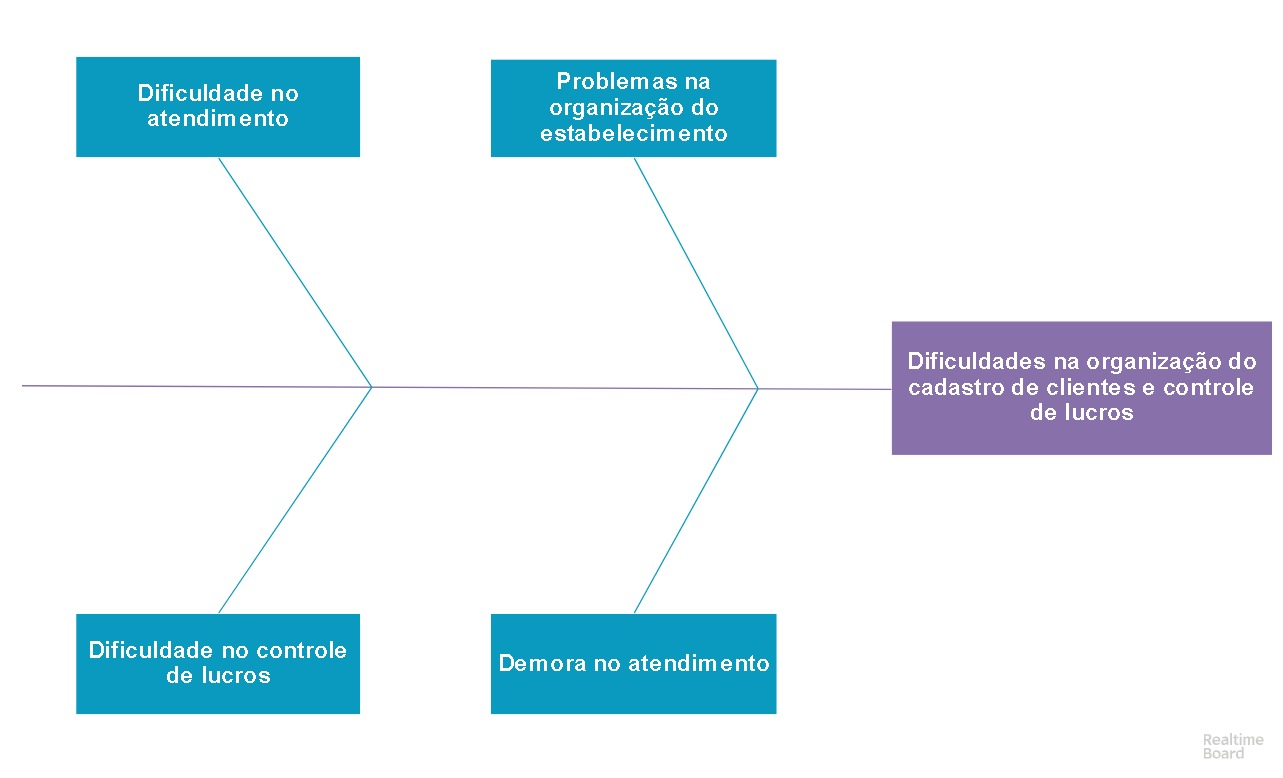 Dificuldade no
atendimento
Problemas na
organização do
estabelecimento
Dificuldades na organização do
cadastro de clientes e controle
de lucros
Dificuldade no controle
de lucros
Demora no atendimento
Realtime
Board